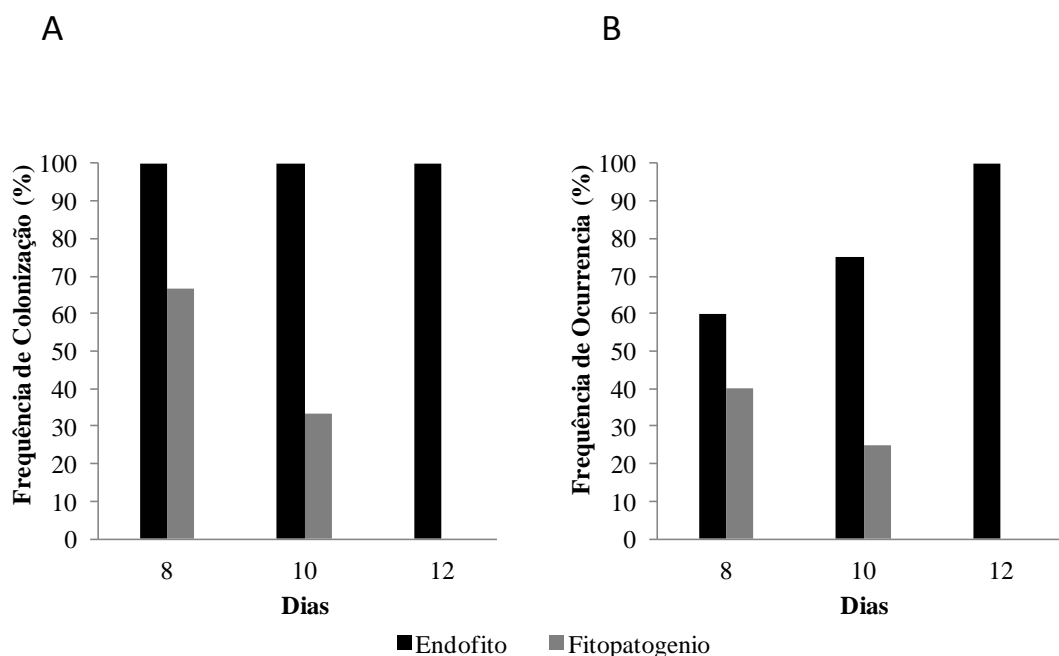 A
Frequência de Colonização (%)
100
90
80
70
60
50
40
30
20
10
0
8 10 12
Dias
B
Frequência de Ocurrencia (%)
100
90
80
70
60
50
40
30
20
10
0
8 10 12
Dias
Endofito Fitopatogenio